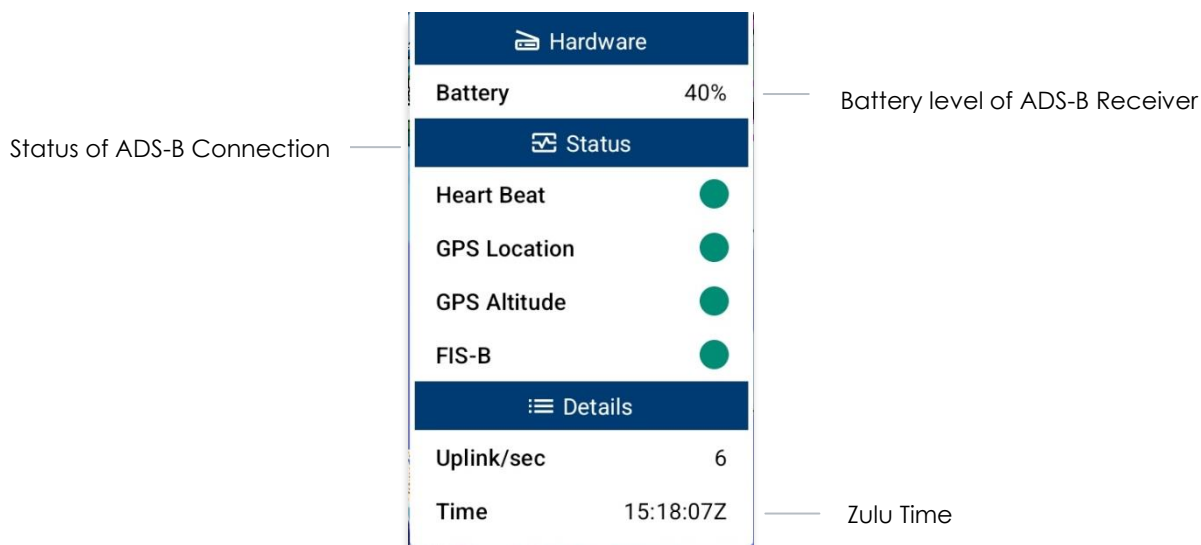 Hardware
Battery 40%
Battery level of ADS-B Receiver
Status of ADS-B Connection
Status
Heart Beat
GPS Location
GPS Altitude
FIS-B
Details
Uplink/sec 6
Time 15:18:07Z
Zulu Time